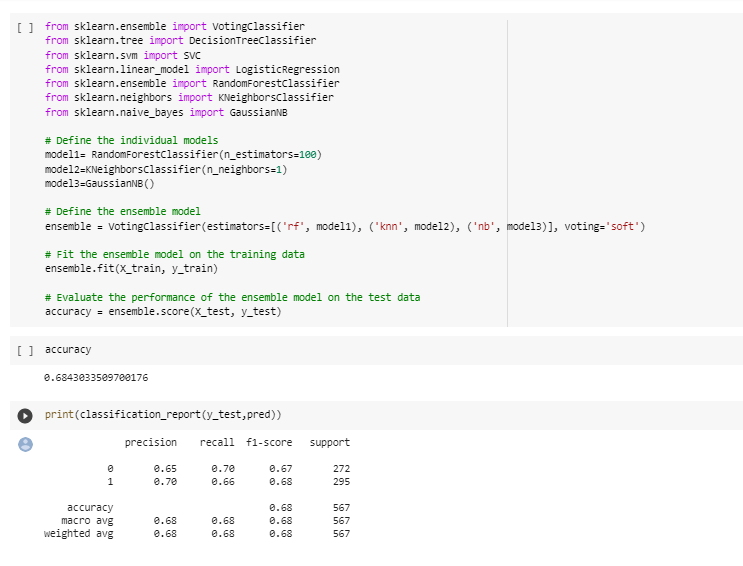 [ ] from sklearn.ensemble import VotingClassifier
from sklearn.tree import DecisionTreeClassifier
from sklearn.svm import SVC
from sklearn.linear_model import LogisticRegression
from sklearn.ensemble import RandomForestClassifier
from sklearn.neighbors import KNeighborsClassifier
from sklearn.naive_bayes import GaussianNB
# Define the individual models
model1= RandomForestClassifier(n_estimators=100)
model2=KNeighborsClassifier(n_neighbors=1)
model3=GaussianNB()
# Define the ensemble model
ensemble = VotingClassifier(estimators=[('rf', model1), ('knn', model2), ('nb', model3)], voting='soft')
# Fit the ensemble model on the training data
ensemble.fit(X_train, y_train)
# Evaluate the performance of the ensemble model on the test data
accuracy = ensemble.score(X_test, y_test)
[ ] accuracy
0.6843033509700176
print(classification_report(y_test,pred))
precision recall f1-score support
0 0.65 0.70 0.67 272
1 0.70 0.66 0.68 295
accuracy 0.68 567
macro avg 0.68 0.68 0.68 567
weighted avg 0.68 0.68 0.68 567